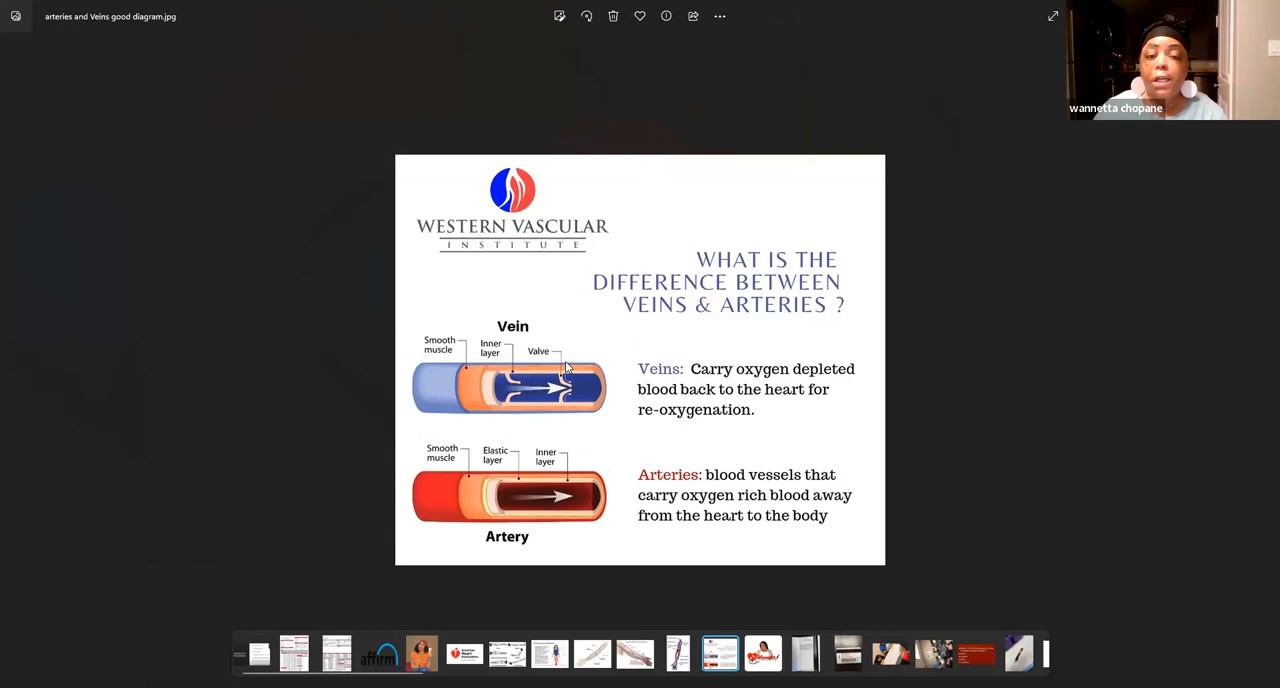 arteries and Veins good diagram.jpg
wannetta chopane
WESTERN VASCULAR
INSTITUTE
WHAT IS THE
DIFFERENCE BETWEEN
VEINS & ARTERIES ?
Vein
Smooth muscle
Inner layer
Valve
Veins: Carry oxygen depleted
blood back to the heart for
re-oxygenation.
Smooth muscle
Elastic layer
Inner layer
Arteries: blood vessels that
carry oxygen rich blood away
from the heart to the body
Artery
affirm